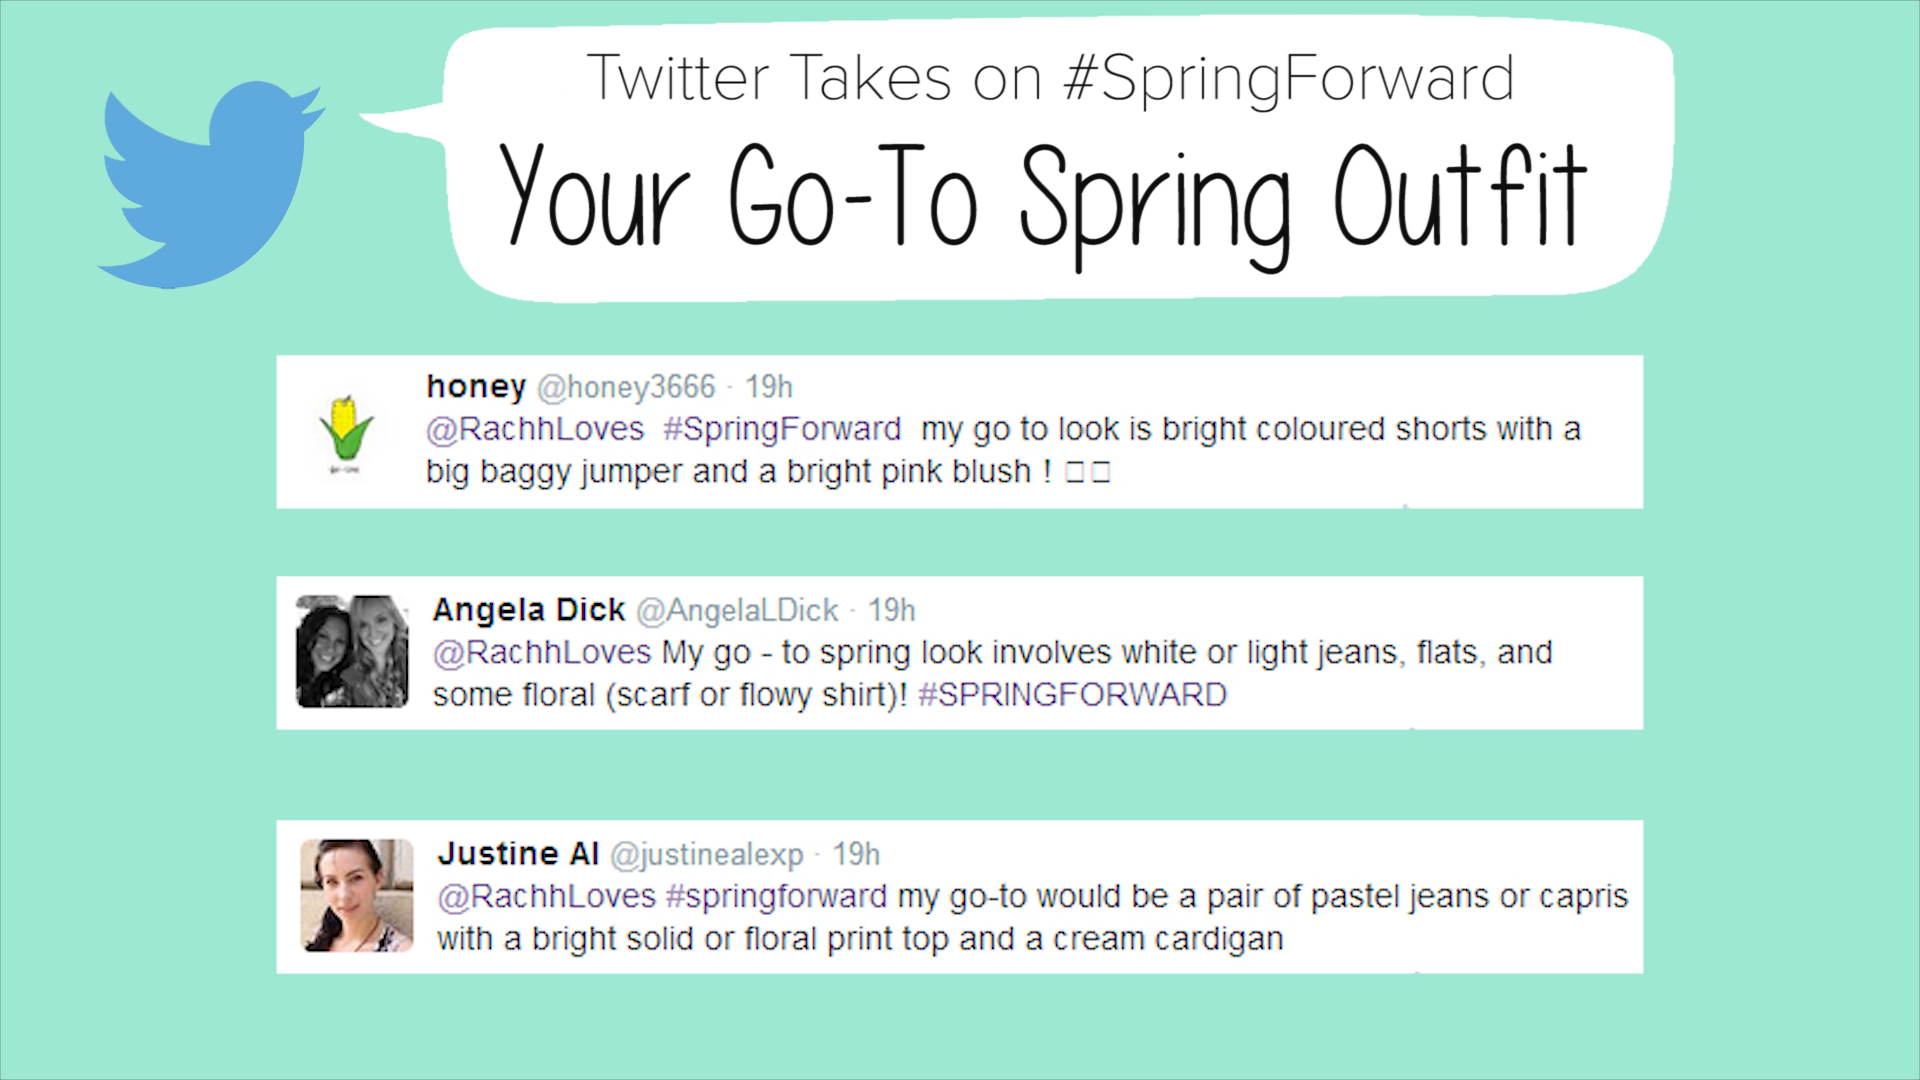 Twitter Takes on #SpringForward
Your Go-To Spring Outfit
honey @honey3666 · 19h
@RachhLoves #SpringForward my go to look is bright coloured shorts with a
big baggy jumper and a bright pink blush ! □□
Angela Dick @AngelaLDick · 19h
@RachhLoves My go - to spring look involves white or light jeans, flats, and
some floral (scarf or flowy shirt)! #SPRINGFORWARD
Justine Al @justinealexp · 19h
@RachhLoves #springforward my go-to would be a pair of pastel jeans or capris
with a bright solid or floral print top and a cream cardigan